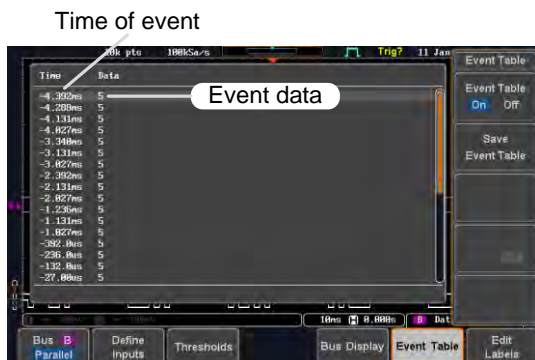 Time of event
10k pts 100kSa/s Trig? 11 Jan
Event Table
Time Data
Event data
-4.392ms 5
-4.288ms 5
-4.131ms 5
-4.027ms 5
-3.340ms 5
-3.131ms 5
-3.027ms 5
-2.392ms 5
-2.131ms 5
-2.027ms 5
-1.236ms 5
-1.131ms 5
-1.027ms 5
-392.0us 5
-236.0us 5
-132.0us 5
-27.00us 5
Event Table
On Off
Save
Event Table
10ms H 0.000s B Dat
Bus B
Parallel
Define
Inputs
Thresholds
Bus Display
Event Table
Edit
Labels